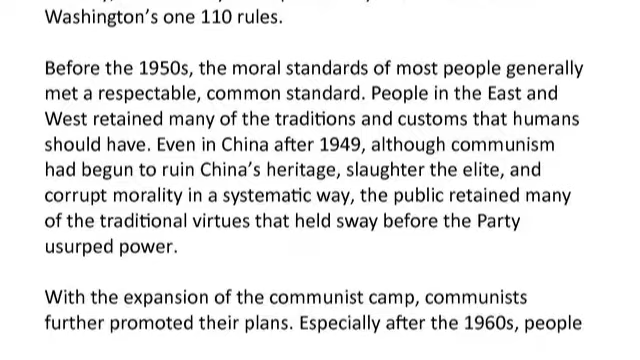 Washington's one 110 rules.
Before the 1950s, the moral standards of most people generally
met a respectable, common standard. People in the East and
West retained many of the traditions and customs that humans
should have. Even in China after 1949, although communism
had begun to ruin China's heritage, slaughter the elite, and
corrupt morality in a systematic way, the public retained many
of the traditional virtues that held sway before the Party
usurped power.
With the expansion of the communist camp, communists
further promoted their plans. Especially after the 1960s, people